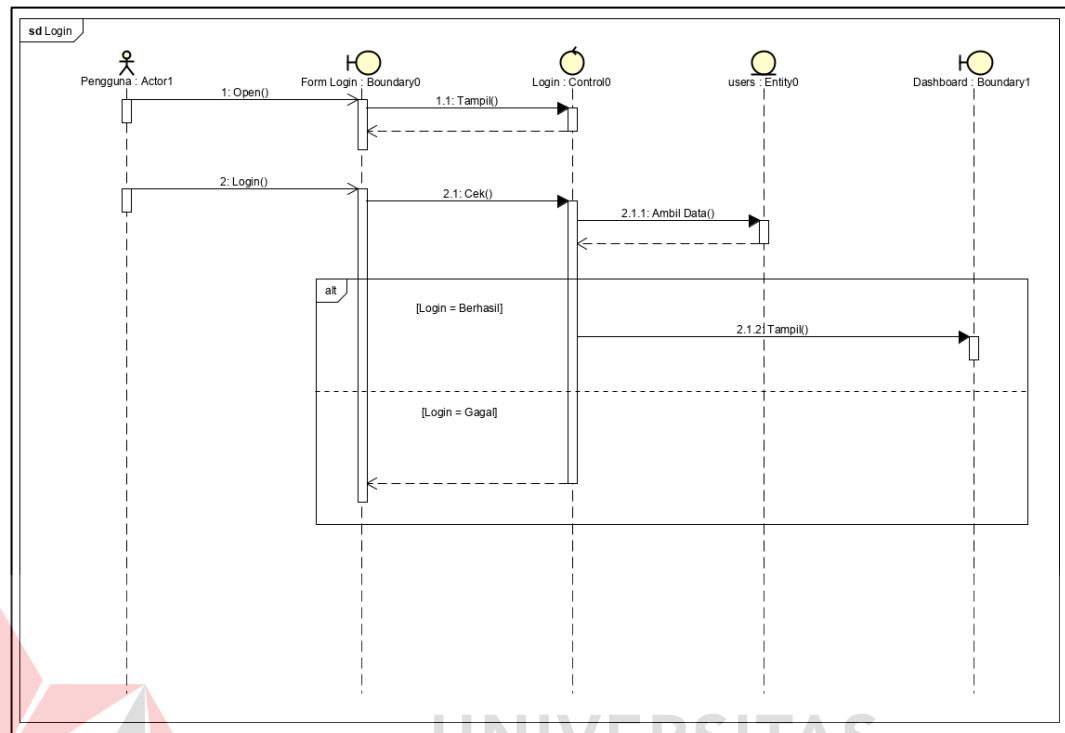 sd Login
Pengguna : Actor1
Form Login : Boundary0
Login : Control0
users : Entity0
Dashboard : Boundary1
1: Open()
1.1: Tampil()
2: Login()
2.1: Cek()
2.1.1: Ambil Data()
alt
[Login = Berhasil]
2.1.2: Tampil()
[Login = Gagal]
UNIVERSITAS